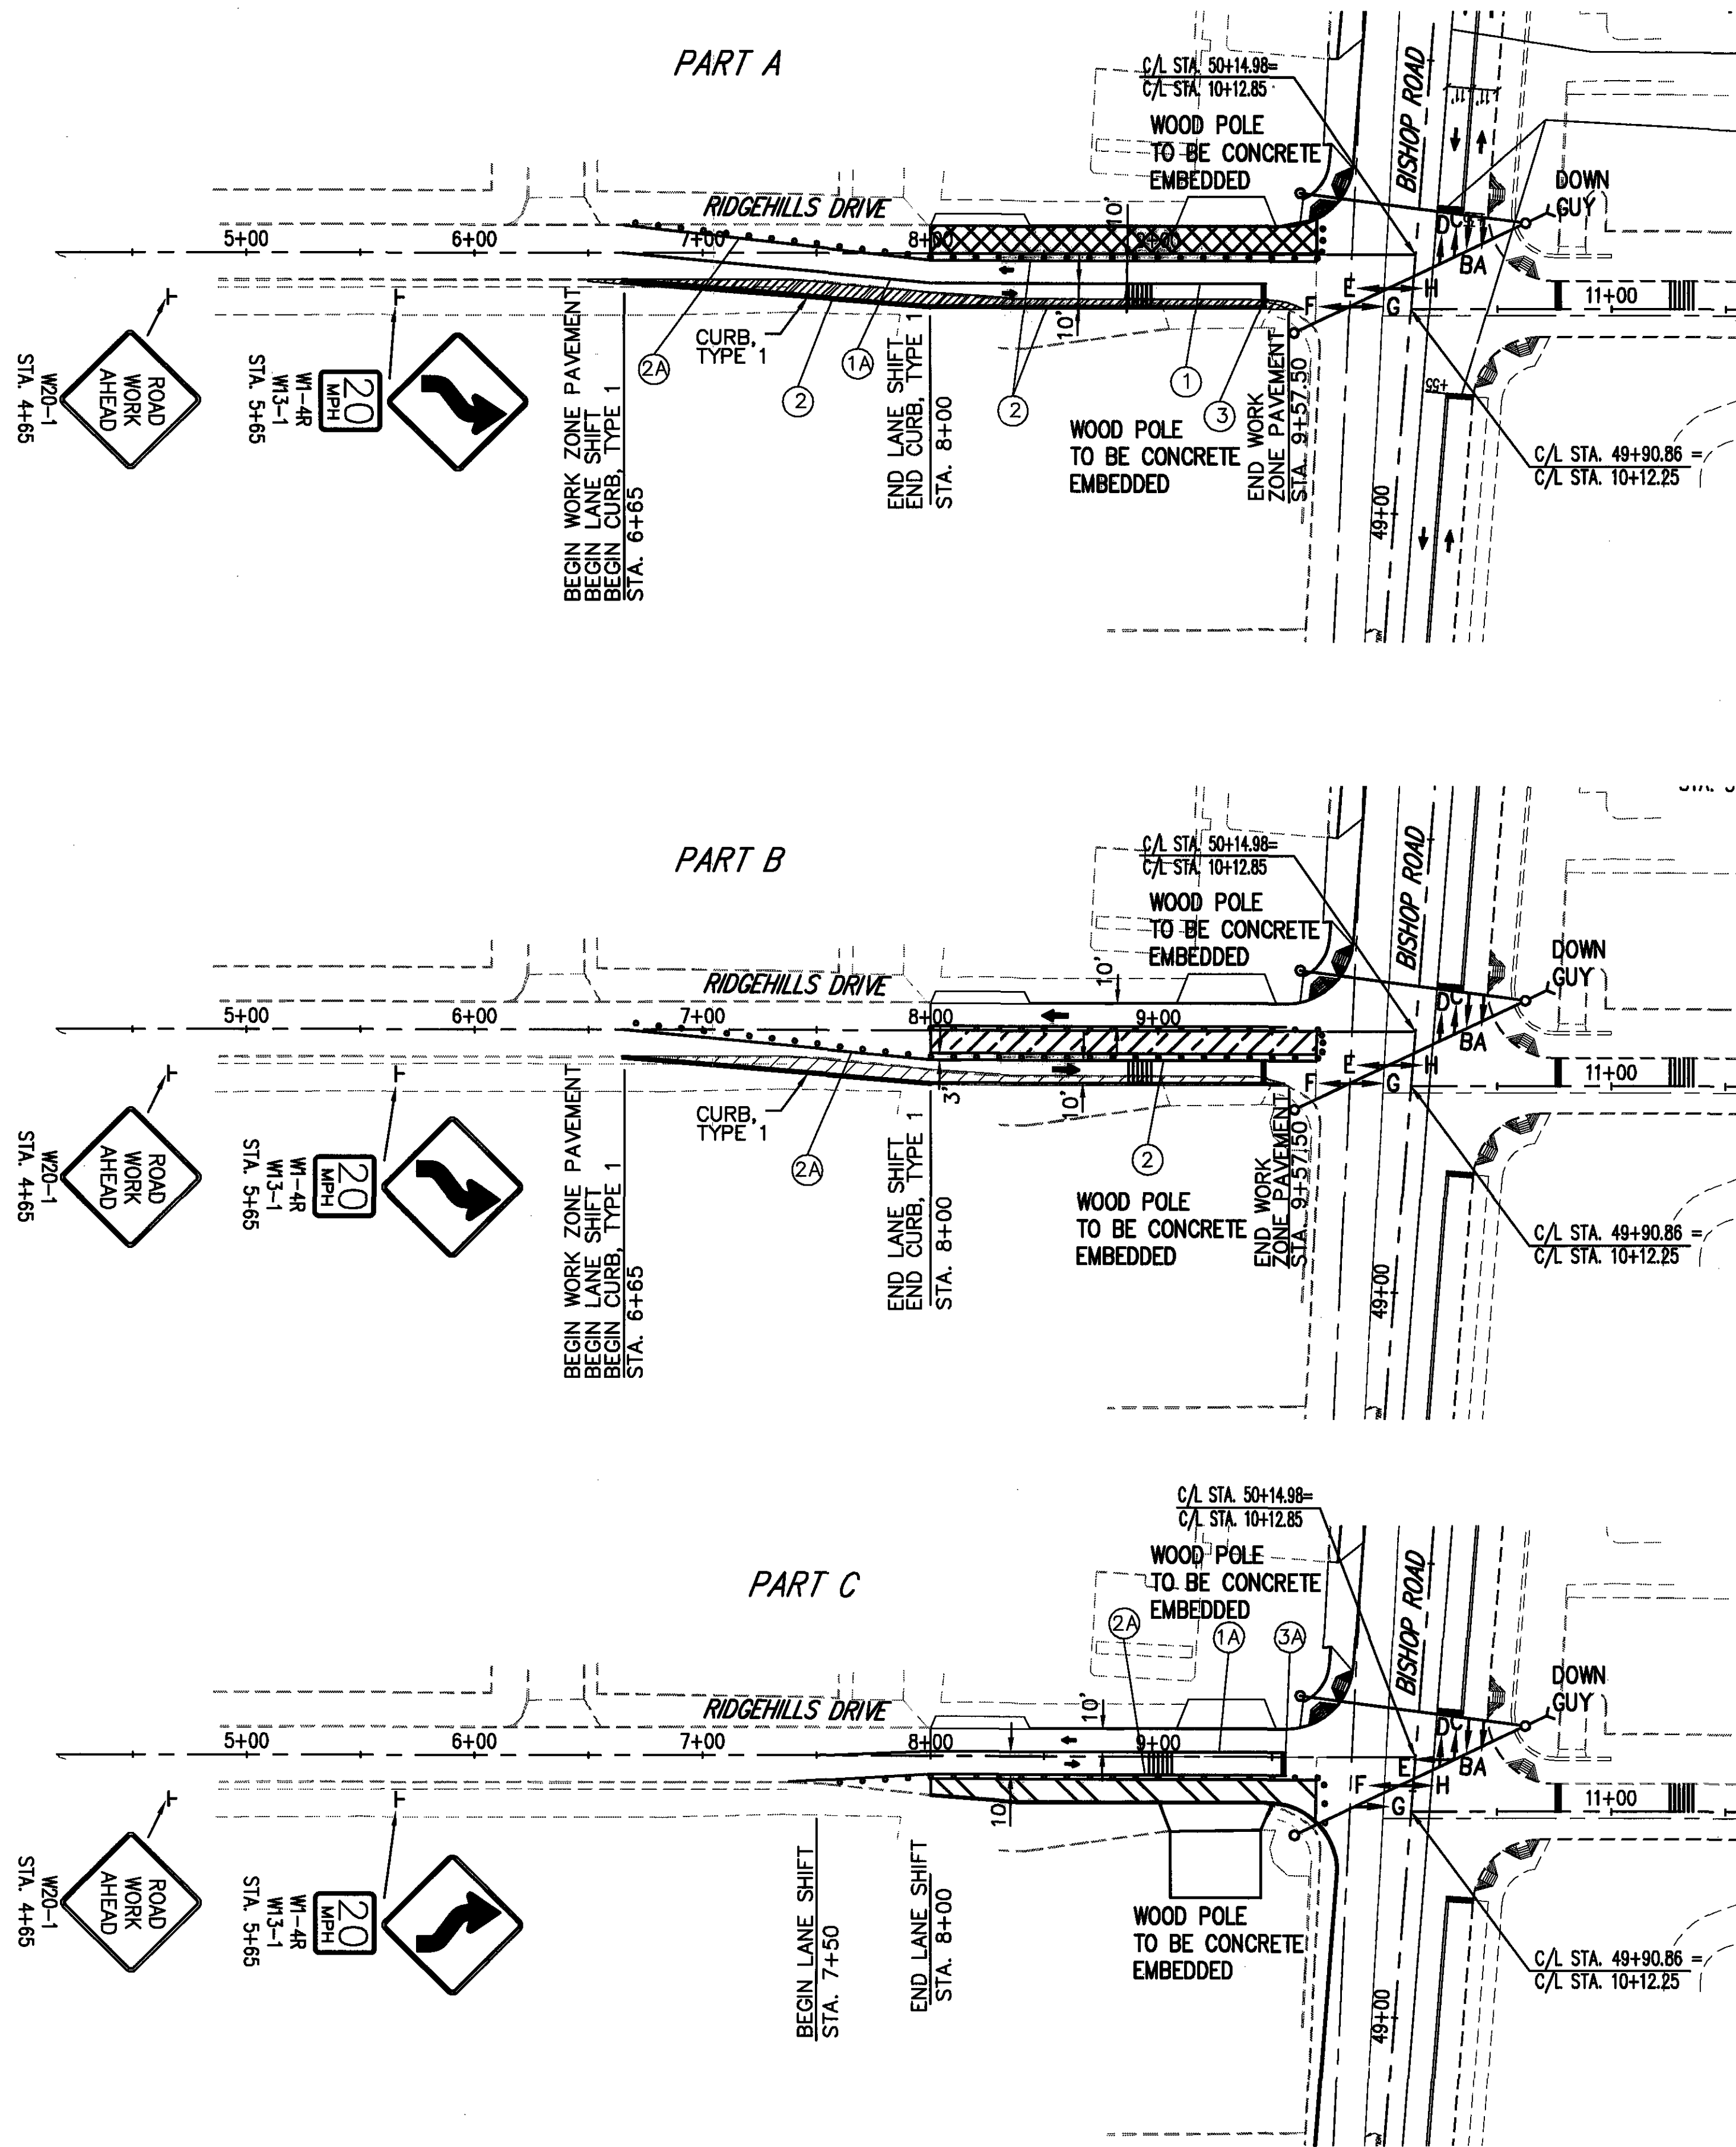 PART A
C/L STA. 50+14.98=
C/L STA. 10+12.85
WOOD POLE
TO BE CONCRETE
EMBEDDED
BISHOP ROAD
11' 11'
DOWN
GUY
RIDGEHILLS DRIVE
10'
5+00
6+00
7+00
8+00
9+00
D C
B A
E H
F G
11+00
10'
ROAD
WORK
AHEAD
W20-1
STA. 4+65
20
MPH
W1-4R
W13-1
STA. 5+65
BEGIN WORK ZONE PAVEMENT
BEGIN LANE SHIFT
BEGIN CURB, TYPE 1
STA. 6+65
2A
CURB,
TYPE 1
2
1A
END LANE SHIFT
END CURB, TYPE 1
STA. 8+00
2
1
3
WOOD POLE
TO BE CONCRETE
EMBEDDED
END WORK
ZONE PAVEMENT
STA. 9+57.50
+55
49+00
C/L STA. 49+90.86 =
C/L STA. 10+12.25
PART B
C/L STA. 50+14.98=
C/L STA. 10+12.85
WOOD POLE
TO BE CONCRETE
EMBEDDED
BISHOP ROAD
DOWN
GUY
RIDGEHILLS DRIVE
10'
5+00
6+00
7+00
8+00
9+00
D C
B A
E H
F G
11+00
3'
10'
ROAD
WORK
AHEAD
W20-1
STA. 4+65
20
MPH
W1-4R
W13-1
STA. 5+65
BEGIN WORK ZONE PAVEMENT
BEGIN LANE SHIFT
BEGIN CURB, TYPE 1
STA. 6+65
CURB,
TYPE 1
2A
END LANE SHIFT
END CURB, TYPE 1
STA. 8+00
2
WOOD POLE
TO BE CONCRETE
EMBEDDED
END WORK
ZONE PAVEMENT
STA. 9+57.50
49+00
C/L STA. 49+90.86 =
C/L STA. 10+12.25
PART C
C/L STA. 50+14.98=
C/L STA. 10+12.85
WOOD POLE
TO BE CONCRETE
EMBEDDED
BISHOP ROAD
2A
1A
3A
DOWN
GUY
RIDGEHILLS DRIVE
10'
5+00
6+00
7+00
8+00
9+00
D C
B A
E
F H
G
11+00
10'
ROAD
WORK
AHEAD
W20-1
STA. 4+65
20
MPH
W1-4R
W13-1
STA. 5+65
BEGIN LANE SHIFT
STA. 7+50
END LANE SHIFT
STA. 8+00
WOOD POLE
TO BE CONCRETE
EMBEDDED
49+00
C/L STA. 49+90.86 =
C/L STA. 10+12.25